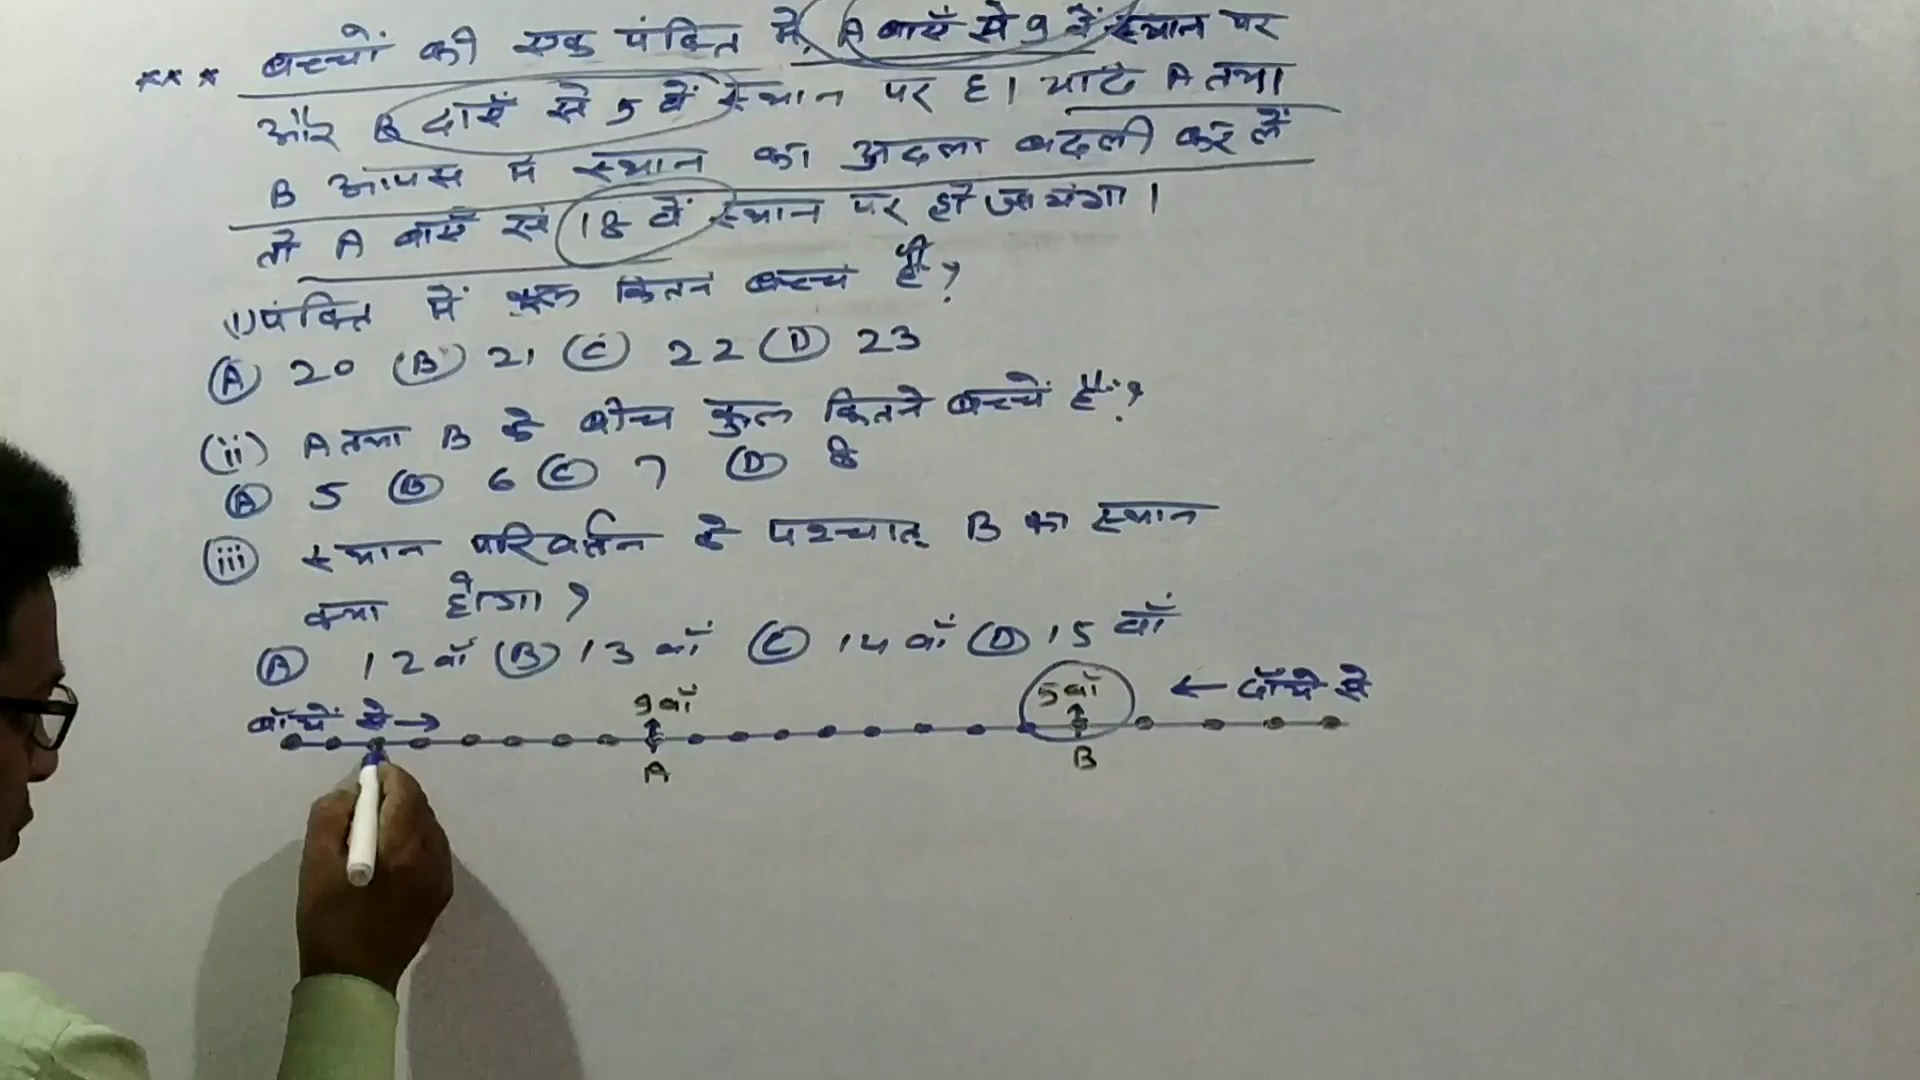 *** बच्चों की एक पंक्ति में, A बाएँ से 9 वें स्थान पर
और B दाएँ से 5 वें स्थान पर है। यदि A तथा
B आपस में स्थान का अदला बदली कर लें
तो A बाएँ से 18 वें स्थान पर हो जायेगा।
(i) पंक्ति में कुल कितने बच्चे हैं?
(A) 20 (B) 21 (C) 22 (D) 23
(ii) A तथा B के बीच कुल कितने बच्चें हैं?
(A) 5 (B) 6 (C) 7 (D) 8
(iii) स्थान परिवर्तन के पश्चात् B का स्थान
क्या होगा?
(A) 12 वाँ (B) 13 वाँ (C) 14 वाँ (D) 15 वाँ
बाँयें से → 9 वाँ 5 वाँ ← दाँयें से
A B